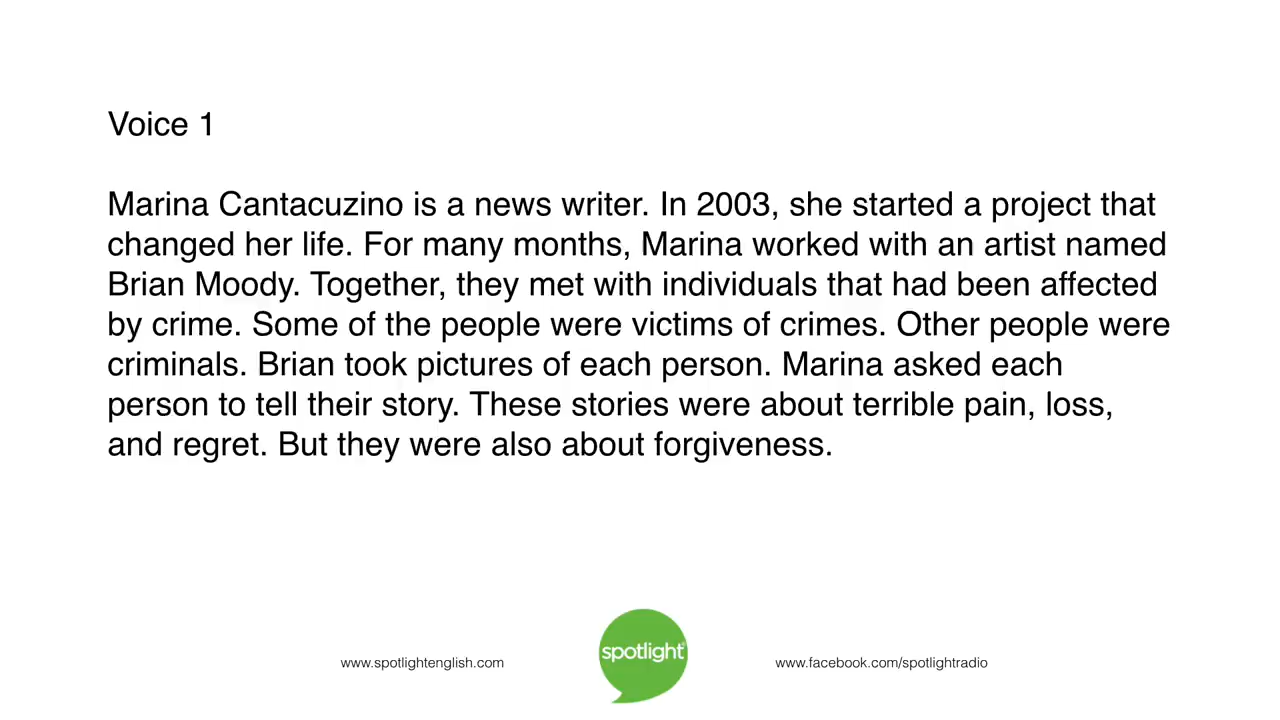 Voice 1
Marina Cantacuzino is a news writer. In 2003, she started a project that
changed her life. For many months, Marina worked with an artist named
Brian Moody. Together, they met with individuals that had been affected
by crime. Some of the people were victims of crimes. Other people were
criminals. Brian took pictures of each person. Marina asked each
person to tell their story. These stories were about terrible pain, loss,
and regret. But they were also about forgiveness.
www.spotlightenglish.com
spotlight
www.facebook.com/spotlightradio